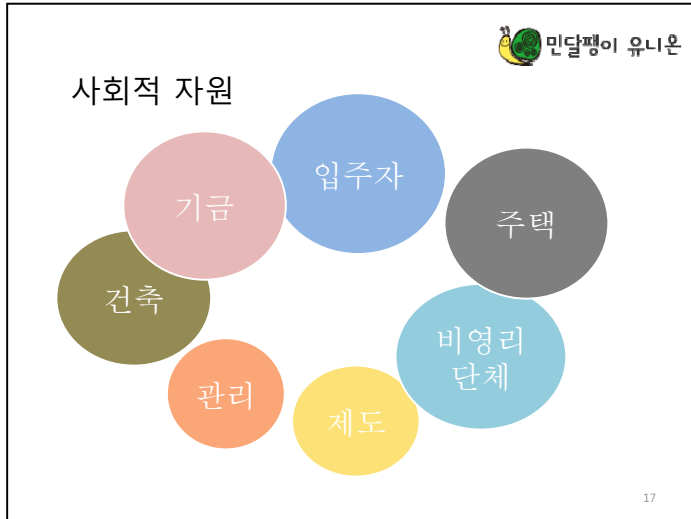 민달팽이 유니온
사회적 자원
입주자
기금
주택
건축
비영리
단체
관리
제도
17